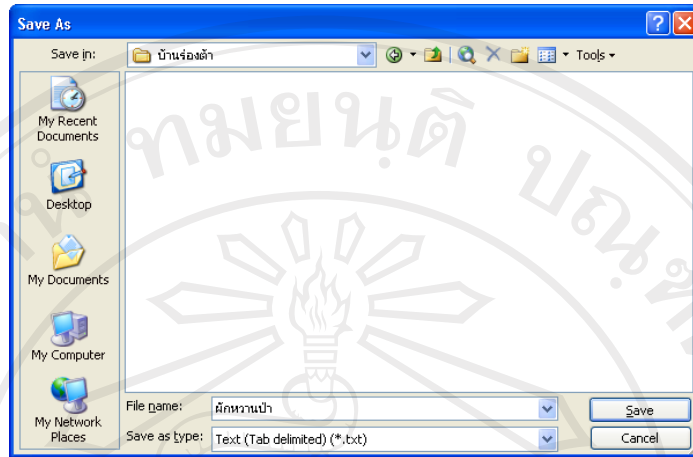 Save As
Save in: บ้านร่องต้า
Tools
My Recent
Documents
Desktop
My Documents
My Computer
My Network
Places
File name: ผักหวานป่า
Save
Save as type: Text (Tab delimited) (*.txt)
Cancel